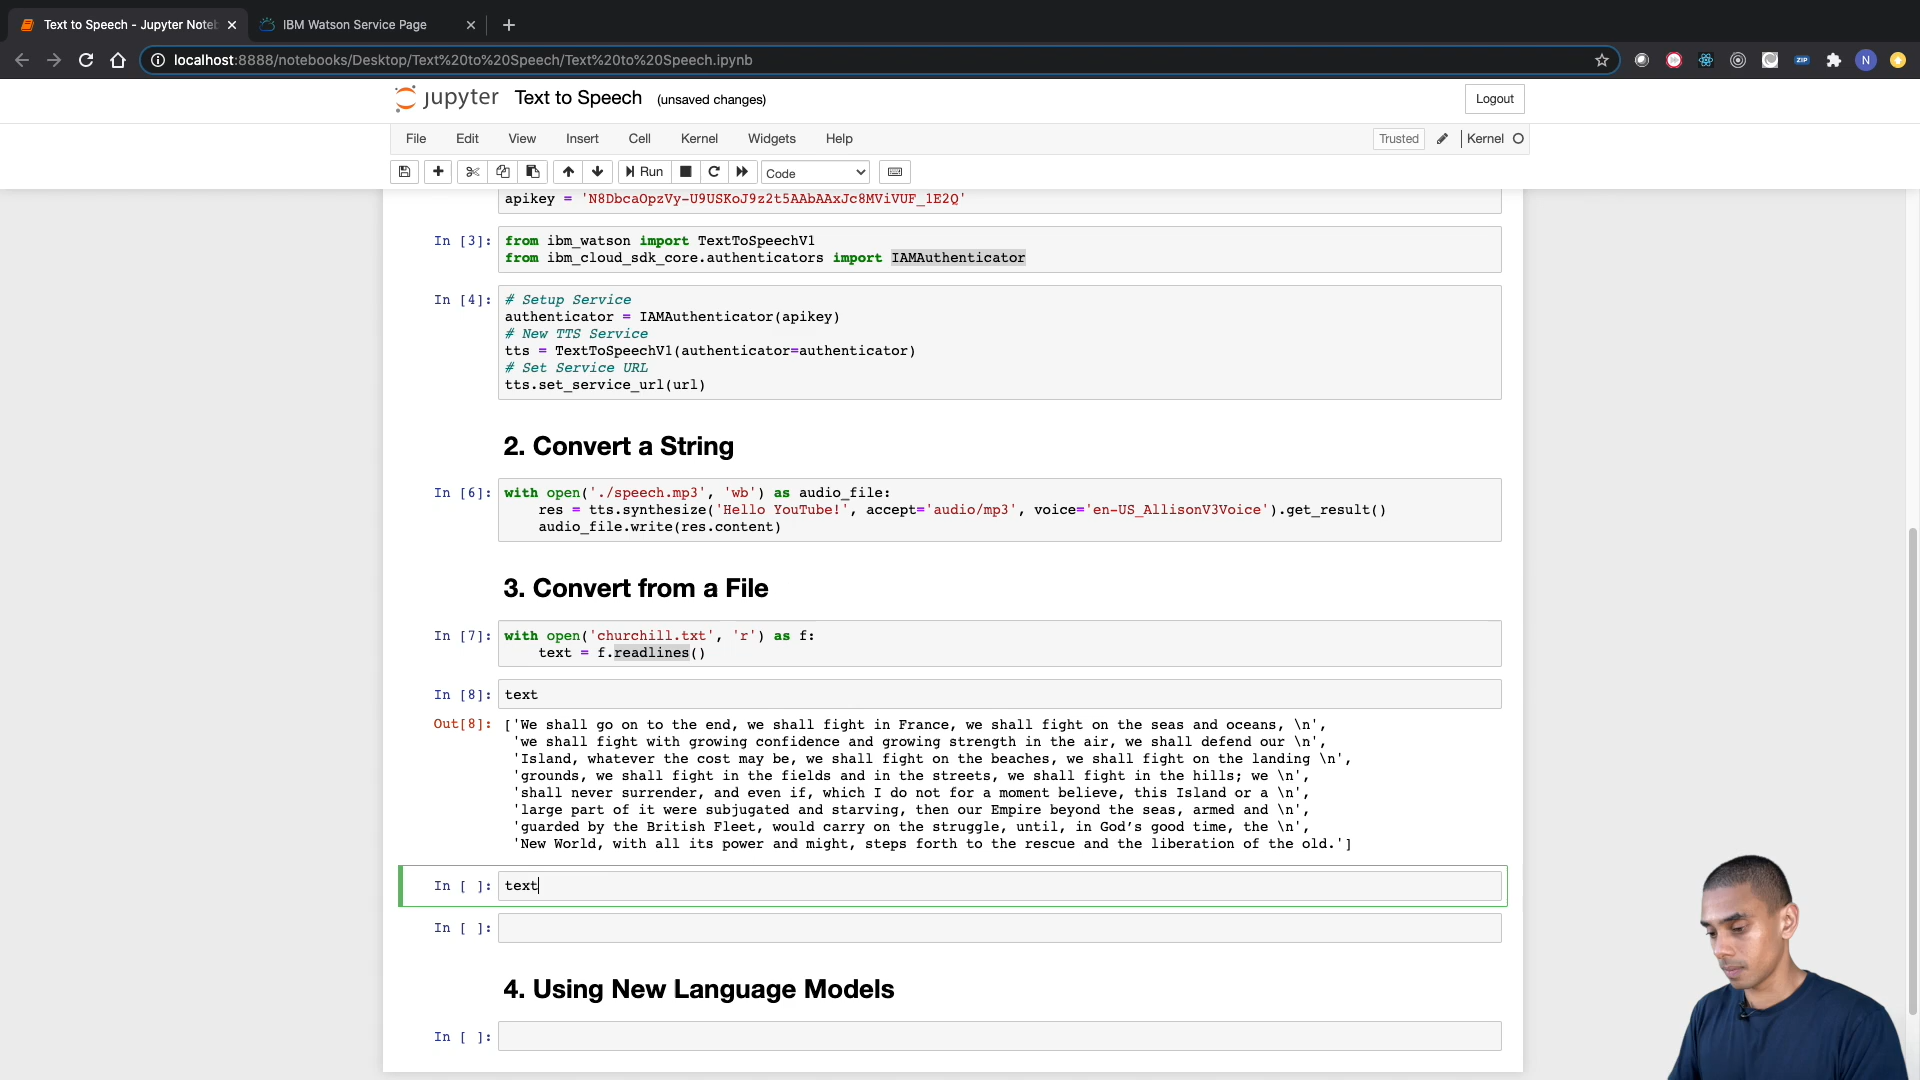 Text to Speech - Jupyter Noteb
IBM Watson Service Page
localhost:8888/notebooks/Desktop/Text%20to%20Speech/Text%20to%20Speech.ipynb
ZIP
N
jupyter Text to Speech (unsaved changes)
Logout
File Edit View Insert Cell Kernel Widgets Help
Trusted Kernel
Run Code
apikey = 'N8DbcaOpzVy-U9USKoJ9z2t5AAbAAxJc8MViVUF_1E2Q'
In [3]: from ibm_watson import TextToSpeechV1
from ibm_cloud_sdk_core.authenticators import IAMAuthenticator
In [4]: # Setup Service
authenticator = IAMAuthenticator(apikey)
# New TTS Service
tts = TextToSpeechV1(authenticator=authenticator)
# Set Service URL
tts.set_service_url(url)
2. Convert a String
In [6]: with open('./speech.mp3', 'wb') as audio_file:
res = tts.synthesize('Hello YouTube!', accept='audio/mp3', voice='en-US_AllisonV3Voice').get_result()
audio_file.write(res.content)
3. Convert from a File
In [7]: with open('churchill.txt', 'r') as f:
text = f.readlines()
In [8]: text
Out[8]: ['We shall go on to the end, we shall fight in France, we shall fight on the seas and oceans, \n',
'we shall fight with growing confidence and growing strength in the air, we shall defend our \n',
'Island, whatever the cost may be, we shall fight on the beaches, we shall fight on the landing \n',
'grounds, we shall fight in the fields and in the streets, we shall fight in the hills; we \n',
'shall never surrender, and even if, which I do not for a moment believe, this Island or a \n',
'large part of it were subjugated and starving, then our Empire beyond the seas, armed and \n',
'guarded by the British Fleet, would carry on the struggle, until, in God’s good time, the \n',
'New World, with all its power and might, steps forth to the rescue and the liberation of the old.']
In [ ]: text
In [ ]:
4. Using New Language Models
In [ ]: